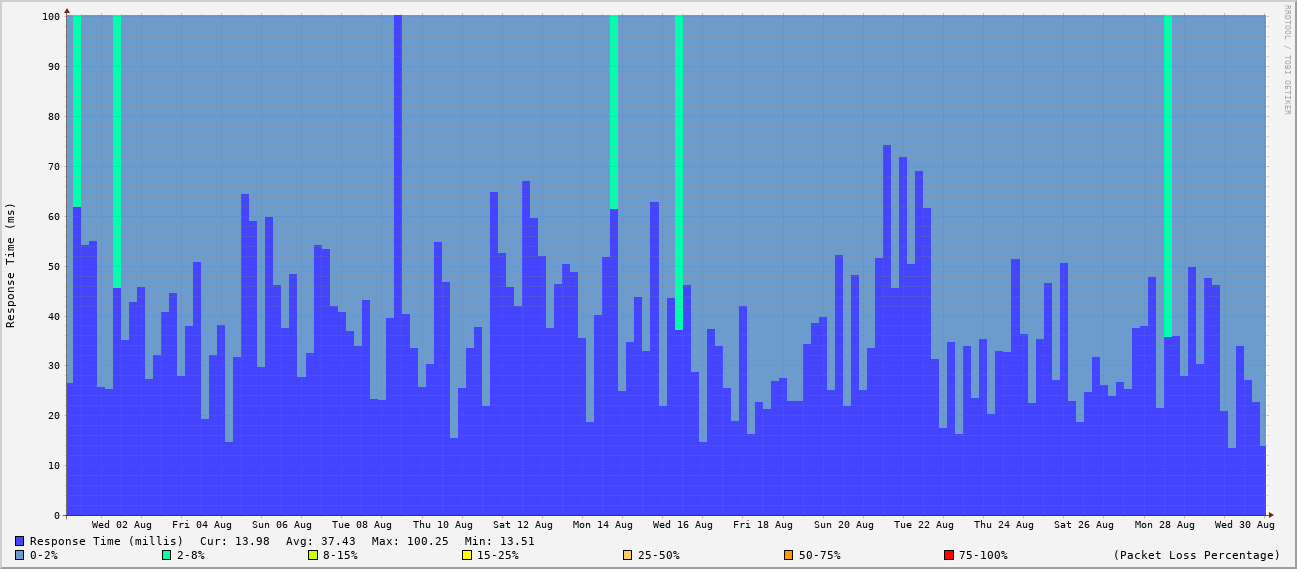 RRDTOOL / TOBI OETIKER
Response Time (ms)
100
90
80
70
60
50
40
30
20
10
0
Wed 02 Aug Fri 04 Aug Sun 06 Aug Tue 08 Aug Thu 10 Aug Sat 12 Aug Mon 14 Aug Wed 16 Aug Fri 18 Aug Sun 20 Aug Tue 22 Aug Thu 24 Aug Sat 26 Aug Mon 28 Aug Wed 30 Aug
Response Time (millis) Cur: 13.98 Avg: 37.43 Max: 100.25 Min: 13.51
0-2% 2-8% 8-15% 15-25% 25-50% 50-75% 75-100% (Packet Loss Percentage)